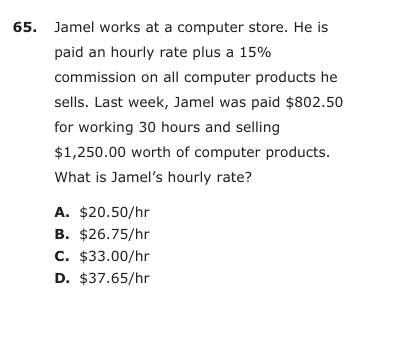 65. Jamel works at a computer store. He is
paid an hourly rate plus a 15%
commission on all computer products he
sells. Last week, Jamel was paid $802.50
for working 30 hours and selling
$1,250.00 worth of computer products.
What is Jamel’s hourly rate?
A. $20.50/hr
B. $26.75/hr
C. $33.00/hr
D. $37.65/hr